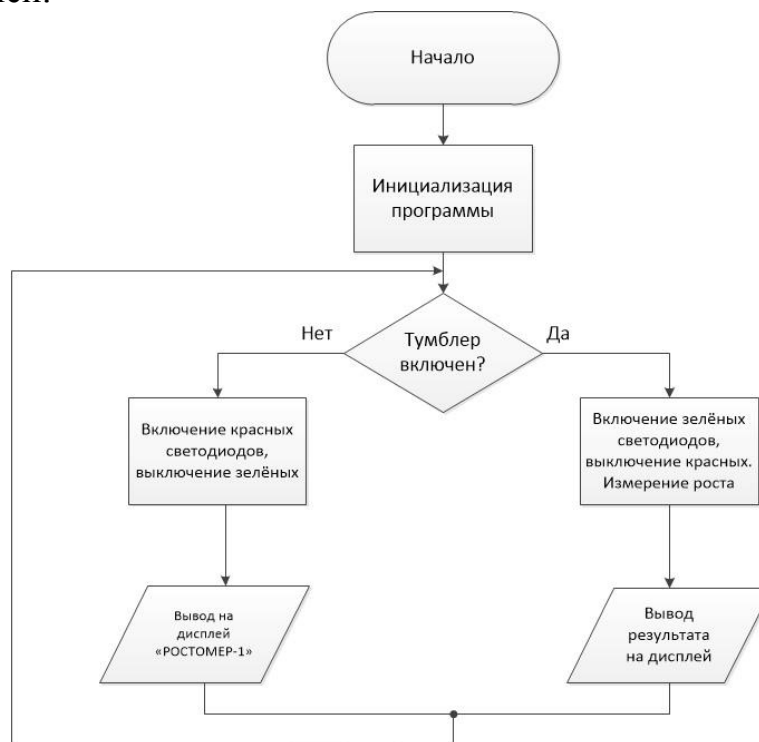 Начало
Инициализация
программы
Нет
Тумблер
включен?
Да
Включение красных
светодиодов,
выключение зелёных
Включение зелёных
светодиодов,
выключение красных.
Измерение роста
Вывод на
дисплей
«РОСТОМЕР-1»
Вывод
результата
на дисплей